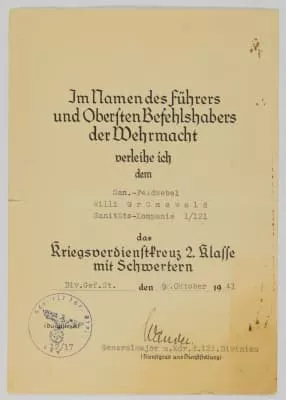 Im Namen des Führers
und Obersten Befehlshabers
der Wehrmacht
verleihe ich
dem
San.-Feldwebel
Willi Grünewald
Sanitäts-Kompanie 1/121
das
Kriegsverdienstkreuz 2. Klasse
mit Schwertern
Div.Gef.St. den 9. Oktober 1941
(Dienstsiegel)
Generalmajor u.Kdr.d.123.Division
(Dienstgrad und Dienststellung)